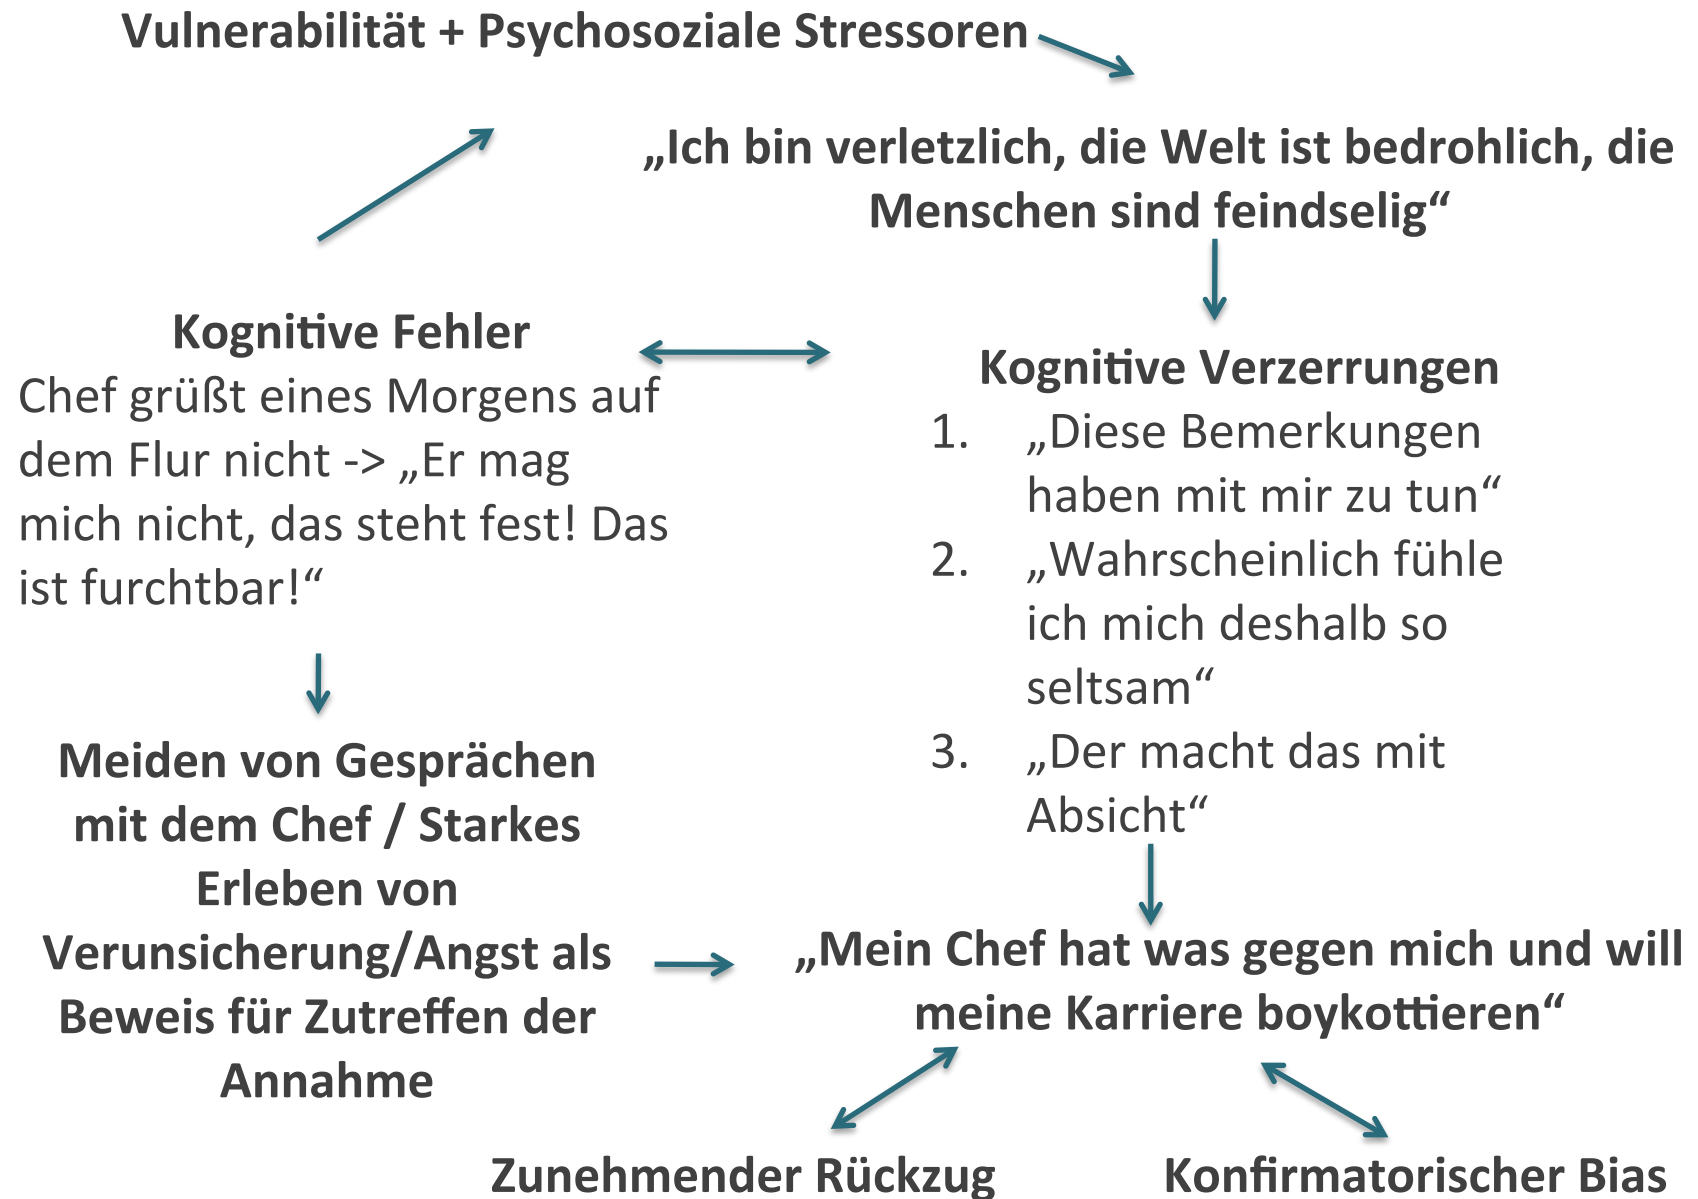 Vulnerabilität + Psychosoziale Stressoren
„Ich bin verletzlich, die Welt ist bedrohlich, die
Menschen sind feindselig“
Kognitive Fehler
Chef grüßt eines Morgens auf
dem Flur nicht -> „Er mag
mich nicht, das steht fest! Das
ist furchtbar!“
Kognitive Verzerrungen
1. „Diese Bemerkungen
haben mit mir zu tun“
2. „Wahrscheinlich fühle
ich mich deshalb so
seltsam“
3. „Der macht das mit
Absicht“
Meiden von Gesprächen
mit dem Chef / Starkes
Erleben von
Verunsicherung/Angst als
Beweis für Zutreffen der
Annahme
„Mein Chef hat was gegen mich und will
meine Karriere boykottieren“
Zunehmender Rückzug
Konfirmatorischer Bias